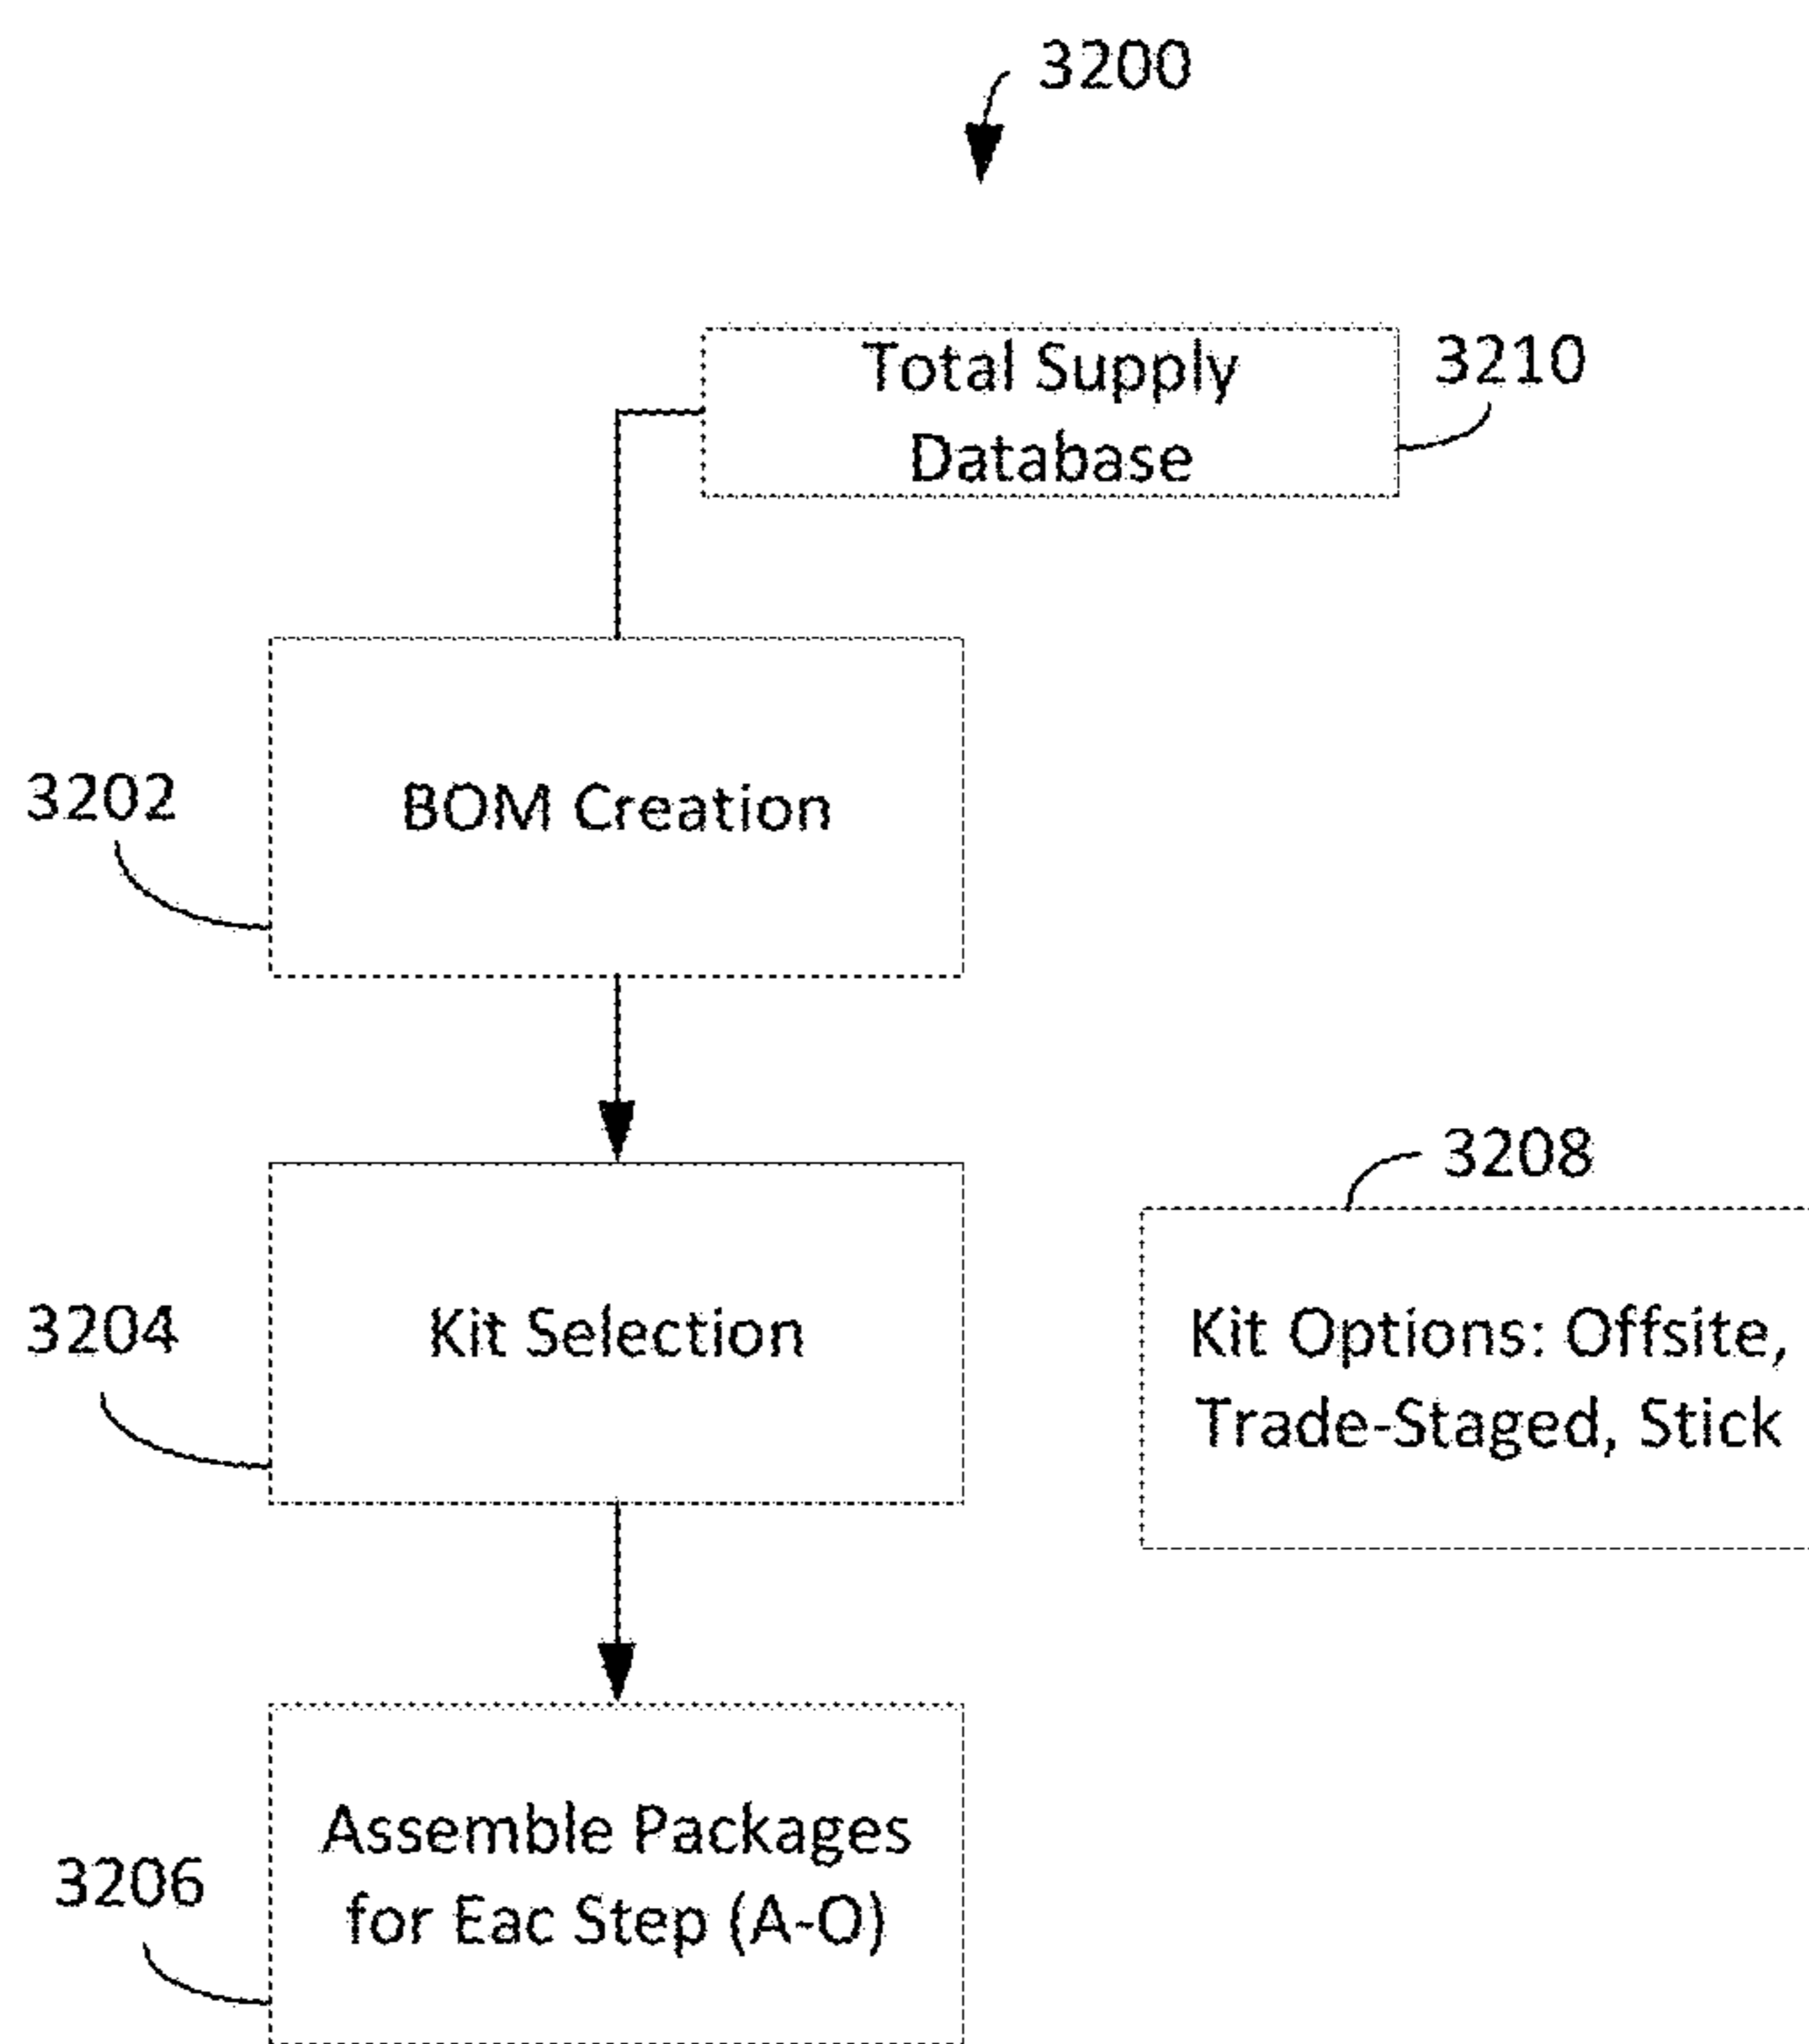 3200
Total Supply
Database
3210
BOM Creation
3202
3208
Kit Selection
3204
Kit Options: Offsite,
Trade-Staged, Stick
Assemble Packages
for Eac Step (A-O)
3206